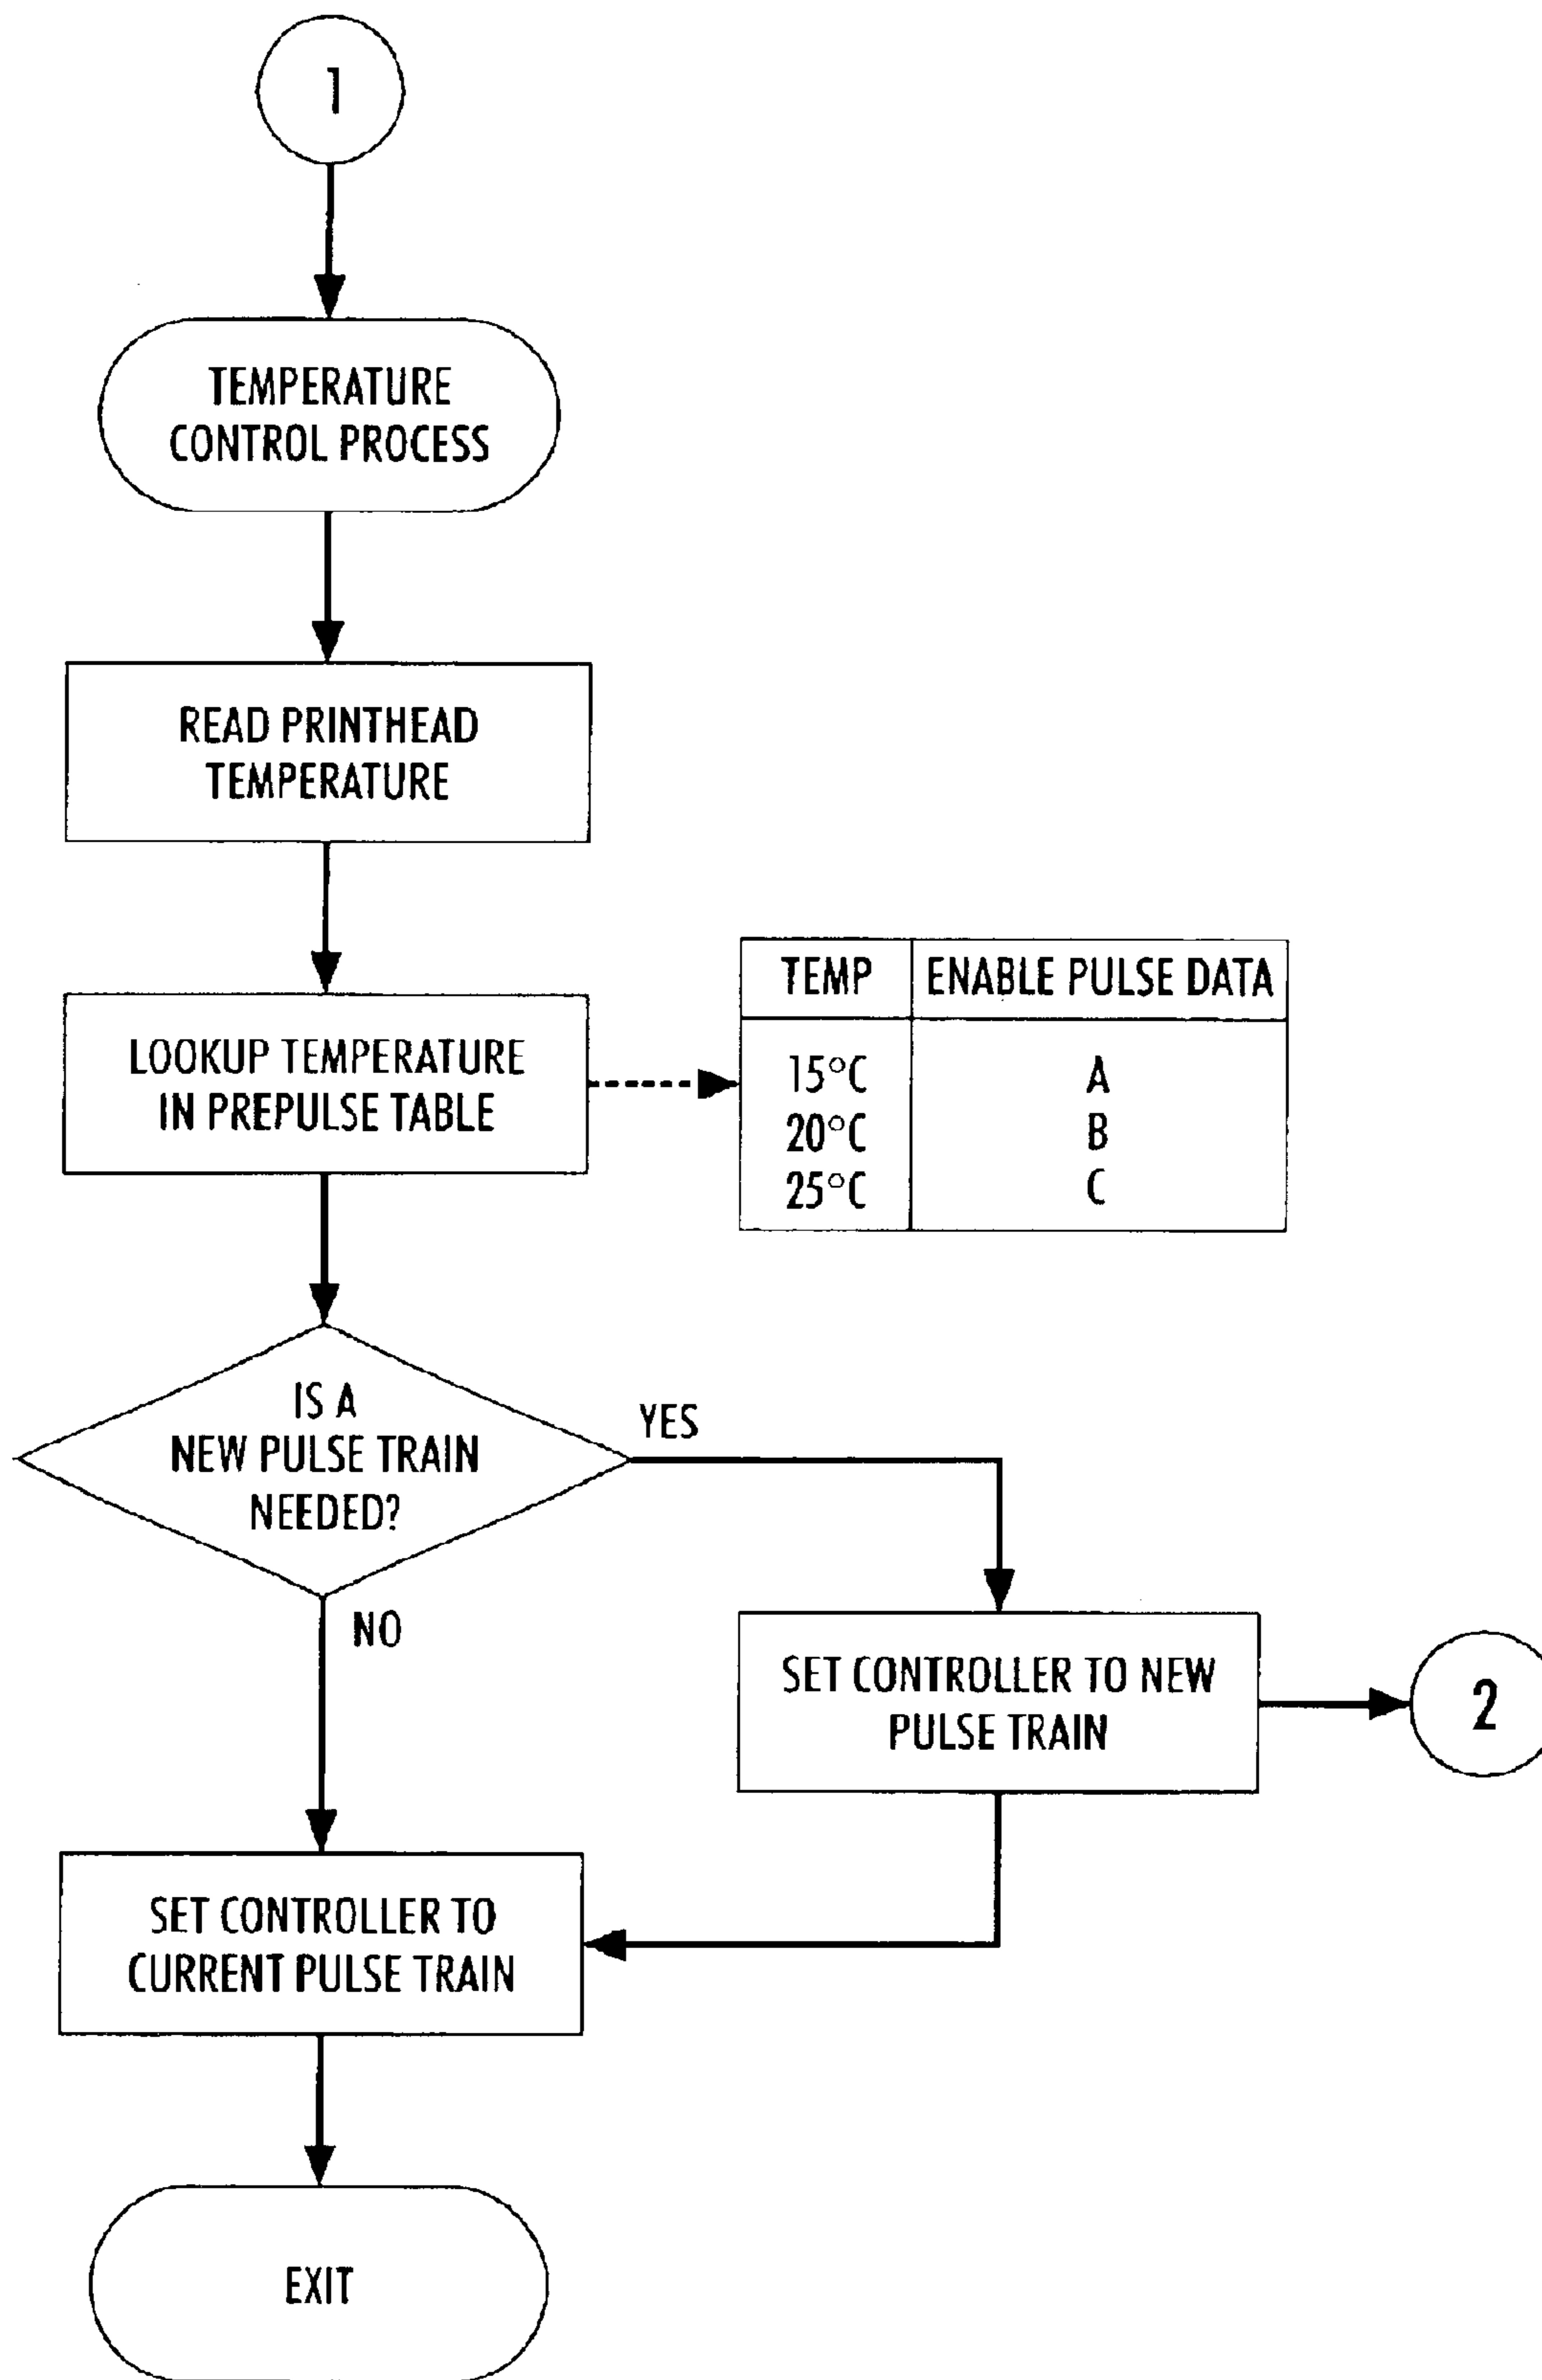 1
TEMPERATURE
CONTROL PROCESS
READ PRINTHEAD
TEMPERATURE
LOOKUP TEMPERATURE
IN PREPULSE TABLE
TEMP ENABLE PULSE DATA
15°C A
20°C B
25°C C
IS A
NEW PULSE TRAIN
NEEDED?
YES
NO
SET CONTROLLER TO NEW
PULSE TRAIN
2
SET CONTROLLER TO
CURRENT PULSE TRAIN
EXIT